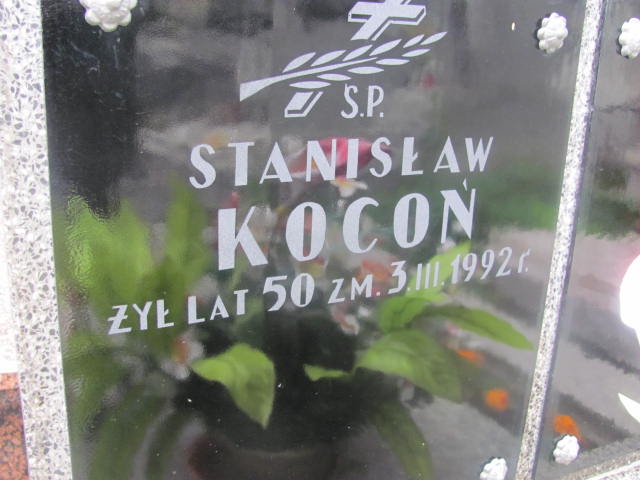 Ś.P.
STANISŁAW
KOCOŃ
ŻYŁ LAT 50 ZM. 3.III.1992 r.